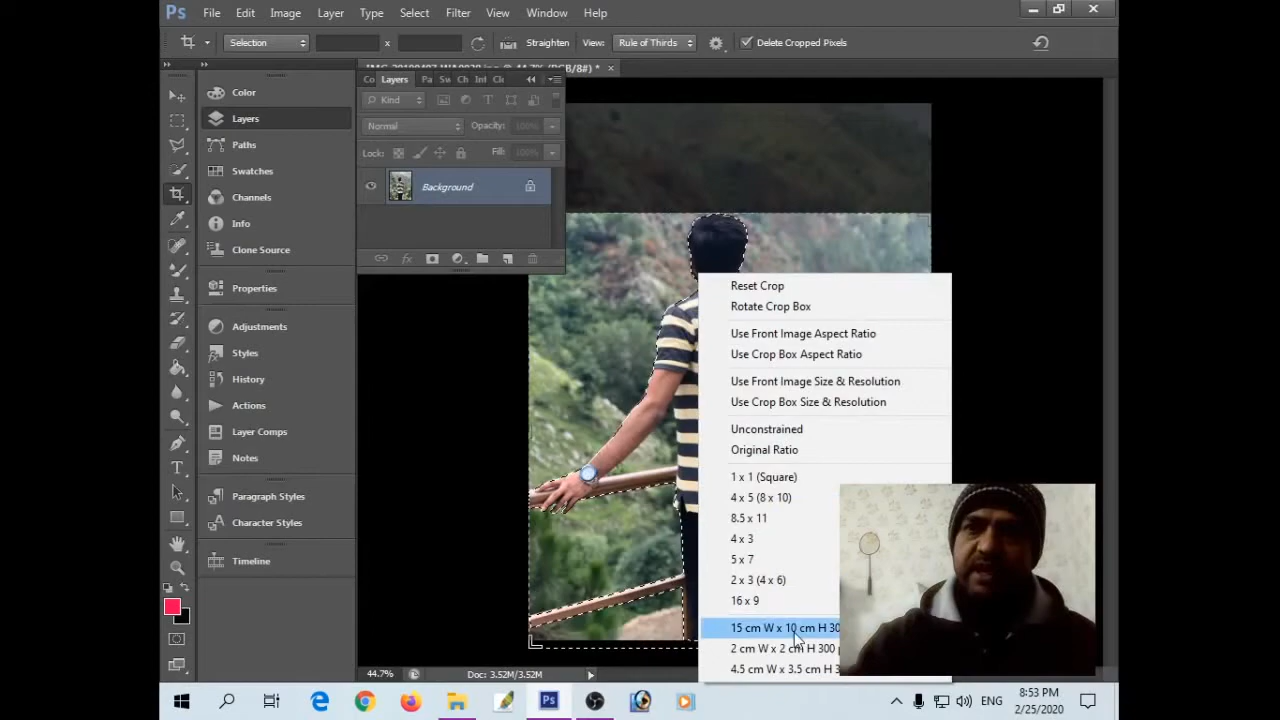 Ps File Edit Image Layer Type Select Filter View Window Help
Selection x Straighten View: Rule of Thirds Delete Cropped Pixels
Co Layers Pa Sw Ch Int
Kind
Normal Opacity: 100%
Lock: Fill: 100%
Background
Color
Layers
Paths
Swatches
Channels
Info
Clone Source
Properties
Adjustments
Styles
History
Actions
Layer Comps
Notes
Paragraph Styles
Character Styles
Timeline
Reset Crop
Rotate Crop Box
Use Front Image Aspect Ratio
Use Crop Box Aspect Ratio
Use Front Image Size & Resolution
Use Crop Box Size & Resolution
Unconstrained
Original Ratio
1 x 1 (Square)
4 x 5 (8 x 10)
8.5 x 11
4 x 3
5 x 7
2 x 3 (4 x 6)
16 x 9
15 cm W x 10 cm H 30
2 cm W x 2 cm H 300
4.5 cm W x 3.5 cm H 3
44.7% Doc: 3.52M/3.52M
Ps ENG 8:53 PM
2/25/2020